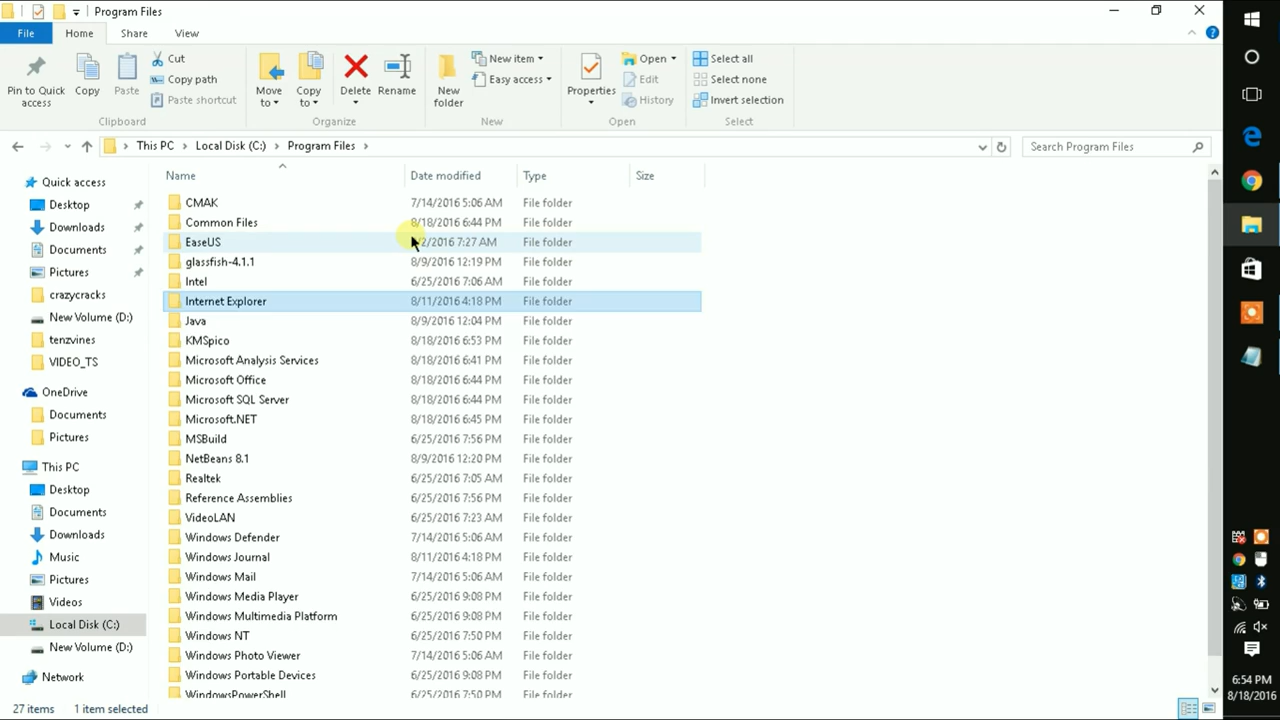 Program Files
File Home Share View
Pin to Quick access
Copy
Paste
Cut
Copy path
Paste shortcut
Clipboard
Move to
Copy to
Delete
Rename
Organize
New folder
New item
Easy access
New
Properties
Open
Edit
History
Open
Select all
Select none
Invert selection
Select
This PC Local Disk (C:) Program Files
Search Program Files
Quick access
Desktop
Downloads
Documents
Pictures
crazycracks
New Volume (D:)
tenzvines
VIDEO_TS
OneDrive
Documents
Pictures
This PC
Desktop
Documents
Downloads
Music
Pictures
Videos
Local Disk (C:)
New Volume (D:)
Network
Name Date modified Type Size
CMAK 7/14/2016 5:06 AM File folder
Common Files 8/18/2016 6:44 PM File folder
EaseUS /2/2016 7:27 AM File folder
glassfish-4.1.1 8/9/2016 12:19 PM File folder
Intel 6/25/2016 7:06 AM File folder
Internet Explorer 8/11/2016 4:18 PM File folder
Java 8/9/2016 12:04 PM File folder
KMSpico 8/18/2016 6:53 PM File folder
Microsoft Analysis Services 8/18/2016 6:41 PM File folder
Microsoft Office 8/18/2016 6:44 PM File folder
Microsoft SQL Server 8/18/2016 6:44 PM File folder
Microsoft.NET 8/18/2016 6:45 PM File folder
MSBuild 6/25/2016 7:56 PM File folder
NetBeans 8.1 8/9/2016 12:20 PM File folder
Realtek 6/25/2016 7:05 AM File folder
Reference Assemblies 6/25/2016 7:56 PM File folder
VideoLAN 6/25/2016 7:23 AM File folder
Windows Defender 7/14/2016 5:06 AM File folder
Windows Journal 8/11/2016 4:18 PM File folder
Windows Mail 7/14/2016 5:06 AM File folder
Windows Media Player 6/25/2016 9:08 PM File folder
Windows Multimedia Platform 6/25/2016 9:08 PM File folder
Windows NT 6/25/2016 7:50 PM File folder
Windows Photo Viewer 7/14/2016 5:06 AM File folder
Windows Portable Devices 6/25/2016 9:08 PM File folder
WindowsPowerShell 6/25/2016 7:50 PM File folder
27 items 1 item selected
6:54 PM
8/18/2016